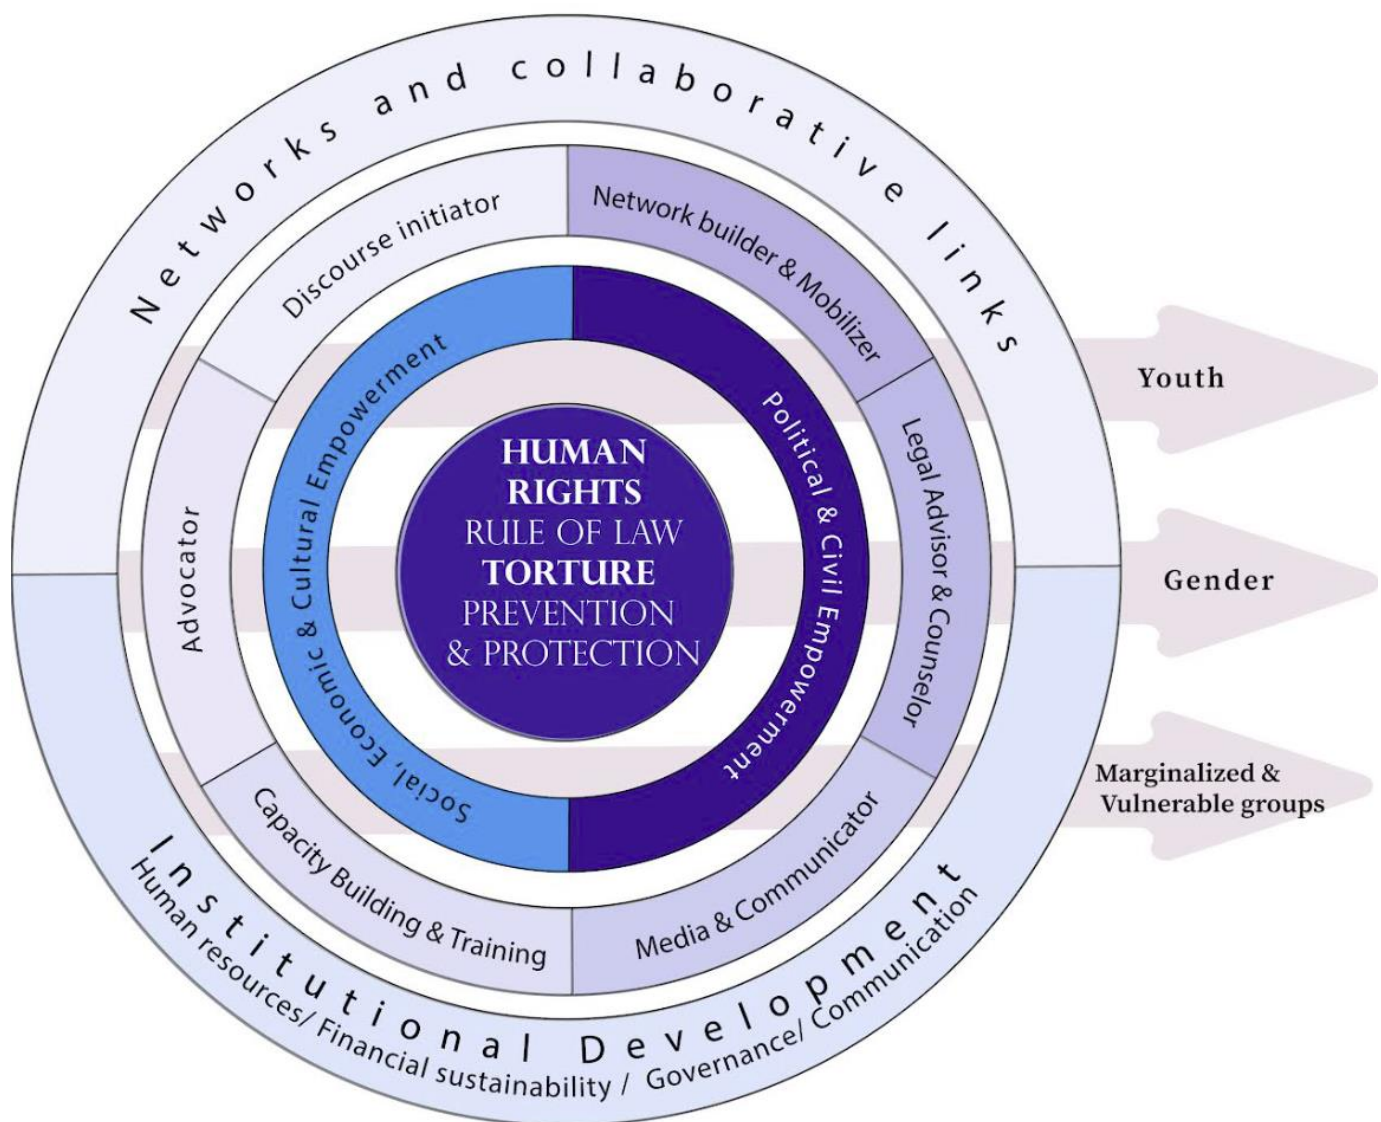 Networks and collaborative links
Discourse initiator
Network builder & Mobilizer
Social, Economic & Cultural Empowerment
Political & Civil Empowerment
Youth
Legal Advisor & Counselor
HUMAN
RIGHTS
RULE OF LAW
TORTURE
PREVENTION
& PROTECTION
Advocator
Gender
Marginalized &
Vulnerable groups
Capacity Building & Training
Media & Communicator
Institutional Development
Human resources/ Financial sustainability / Governance/ Communication